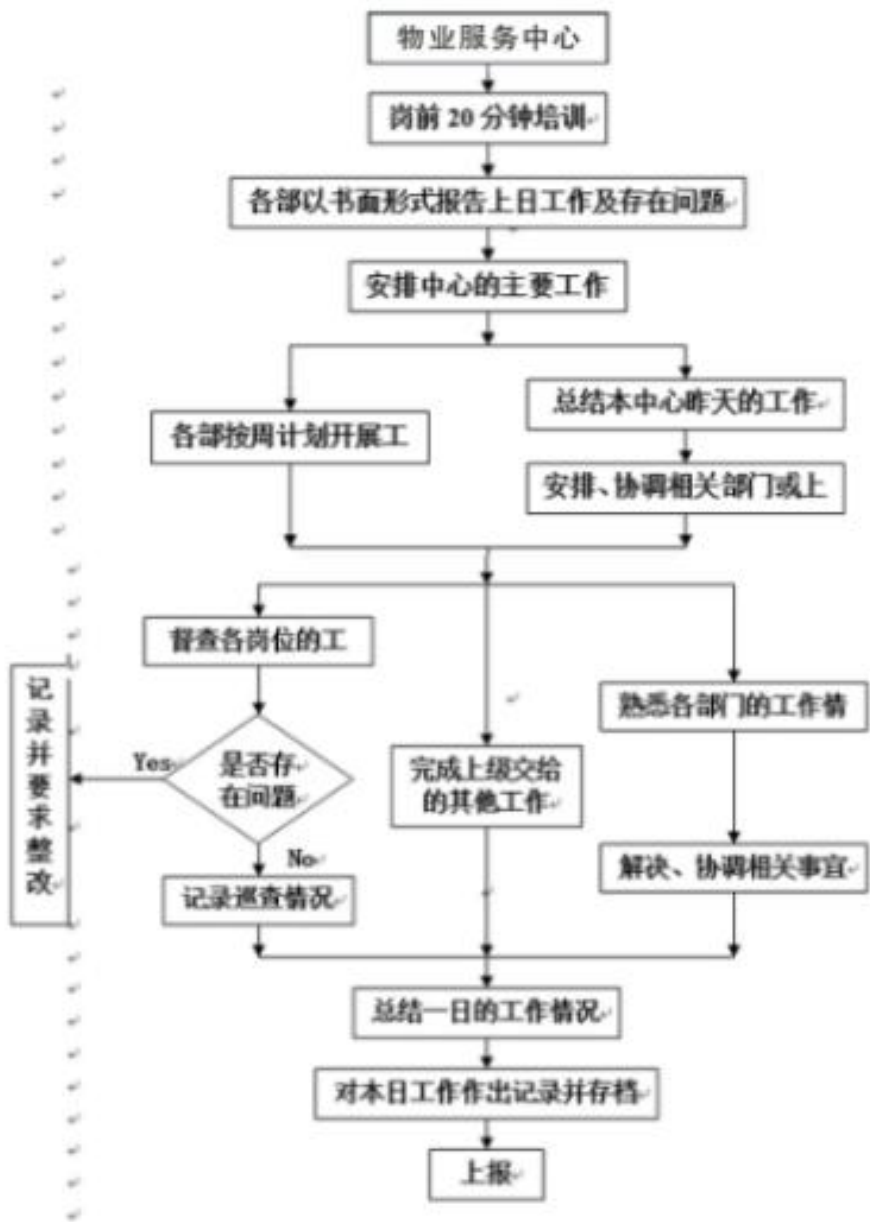 物业服务中心
岗前 20 分钟培训
各部以书面形式报告上日工作及存在问题
安排中心的主要工作
总结本中心昨天的工作
各部按周计划开展工
安排、协调相关部门或上
督查各岗位的工
记录并要求整改
熟悉各部门的工作情
Yes
是否存
在问题
完成上级交给
的其他工作
No
解决、协调相关事宜
记录巡查情况
总结一日的工作情况
对本日工作作出记录并存档
上报